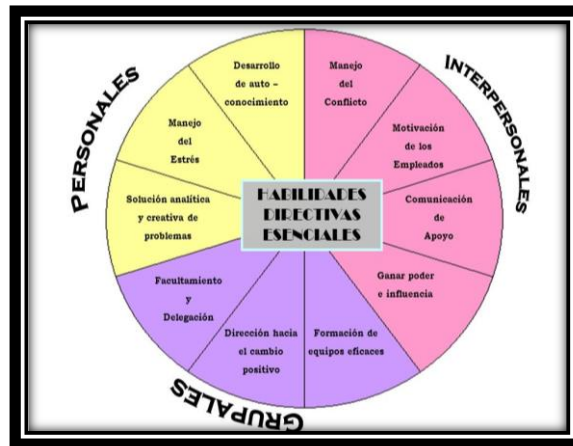 PERSONALES
INTERPERSONALES
GRUPALES
HABILIDADES
DIRECTIVAS
ESENCIALES
Desarrollo
de auto –
conocimiento
Manejo
del
Estrés
Solución analítica
y creativa de
problemas
Manejo
del
Conflicto
Motivación
de los
Empleados
Comunicación
de
Apoyo
Ganar poder
e influencia
Facultamiento
y
Delegación
Dirección hacia
el cambio
positivo
Formación de
equipos eficaces